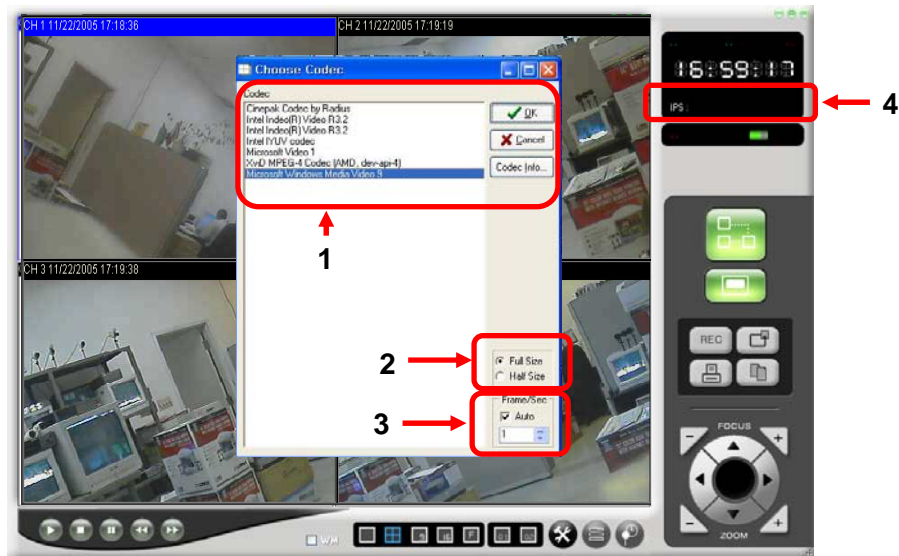 CH 1 11/22/2005 17:18:36
CH 2 11/22/2005 17:19:19
16:59:17
IPS :
4
Choose Codec
Codec
Cinepak Codec by Radius
Intel Indeo(R) Video R3.2
Intel Indeo(R) Video R3.2
Intel IYUV codec
Microsoft Video 1
XviD MPEG-4 Codec (AMD, dev-api-4)
Microsoft Windows Media Video 9
OK
Cancel
Codec Info...
1
CH 3 11/22/2005 17:19:38
2
Full Size
Half Size
3
Frame/Sec
Auto
1
REC
FOCUS
ZOOM
WM